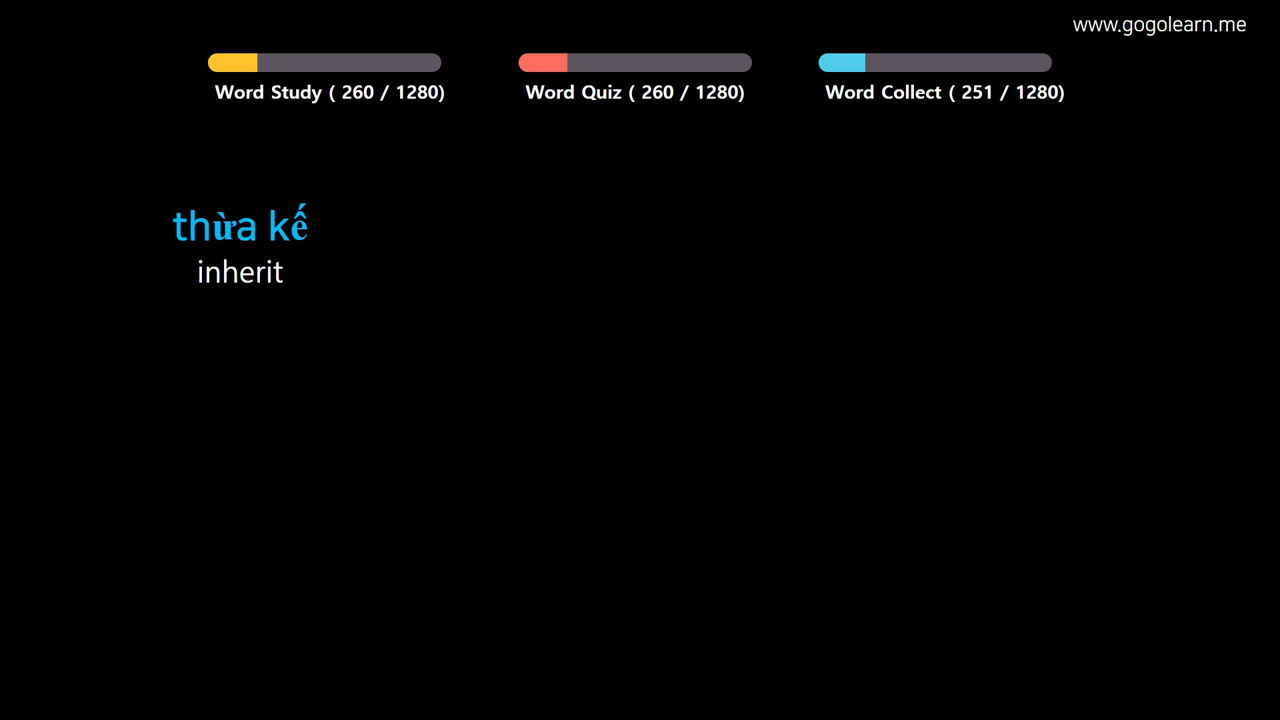 www.gogolearn.me
Word Study ( 260 / 1280)
Word Quiz ( 260 / 1280)
Word Collect ( 251 / 1280)
thừa kế
inherit